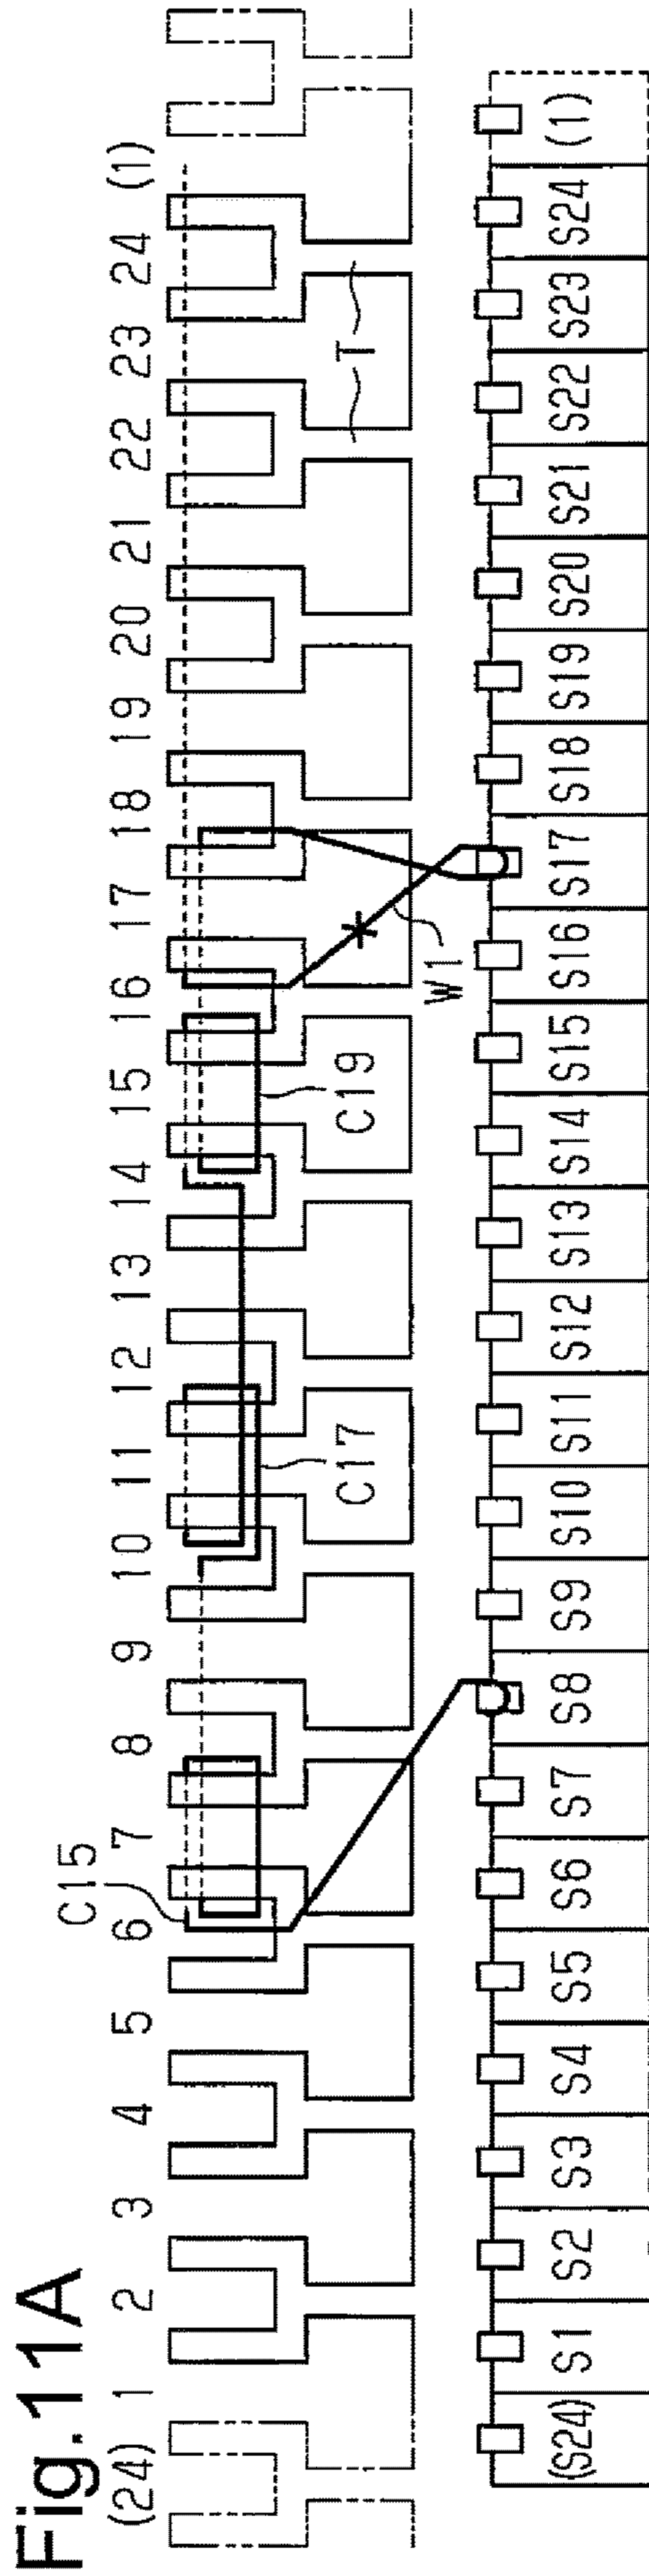 Fig.11A
(24) 1 2 3 4 5 6 7 8 9 10 11 12 13 14 15 16 17 18 19 20 21 22 23 24 (1)
C15
C17
C19
W1
T
(S24) S1 S2 S3 S4 S5 S6 S7 S8 S9 S10 S11 S12 S13 S14 S15 S16 S17 S18 S19 S20 S21 S22 S23 S24 (1)